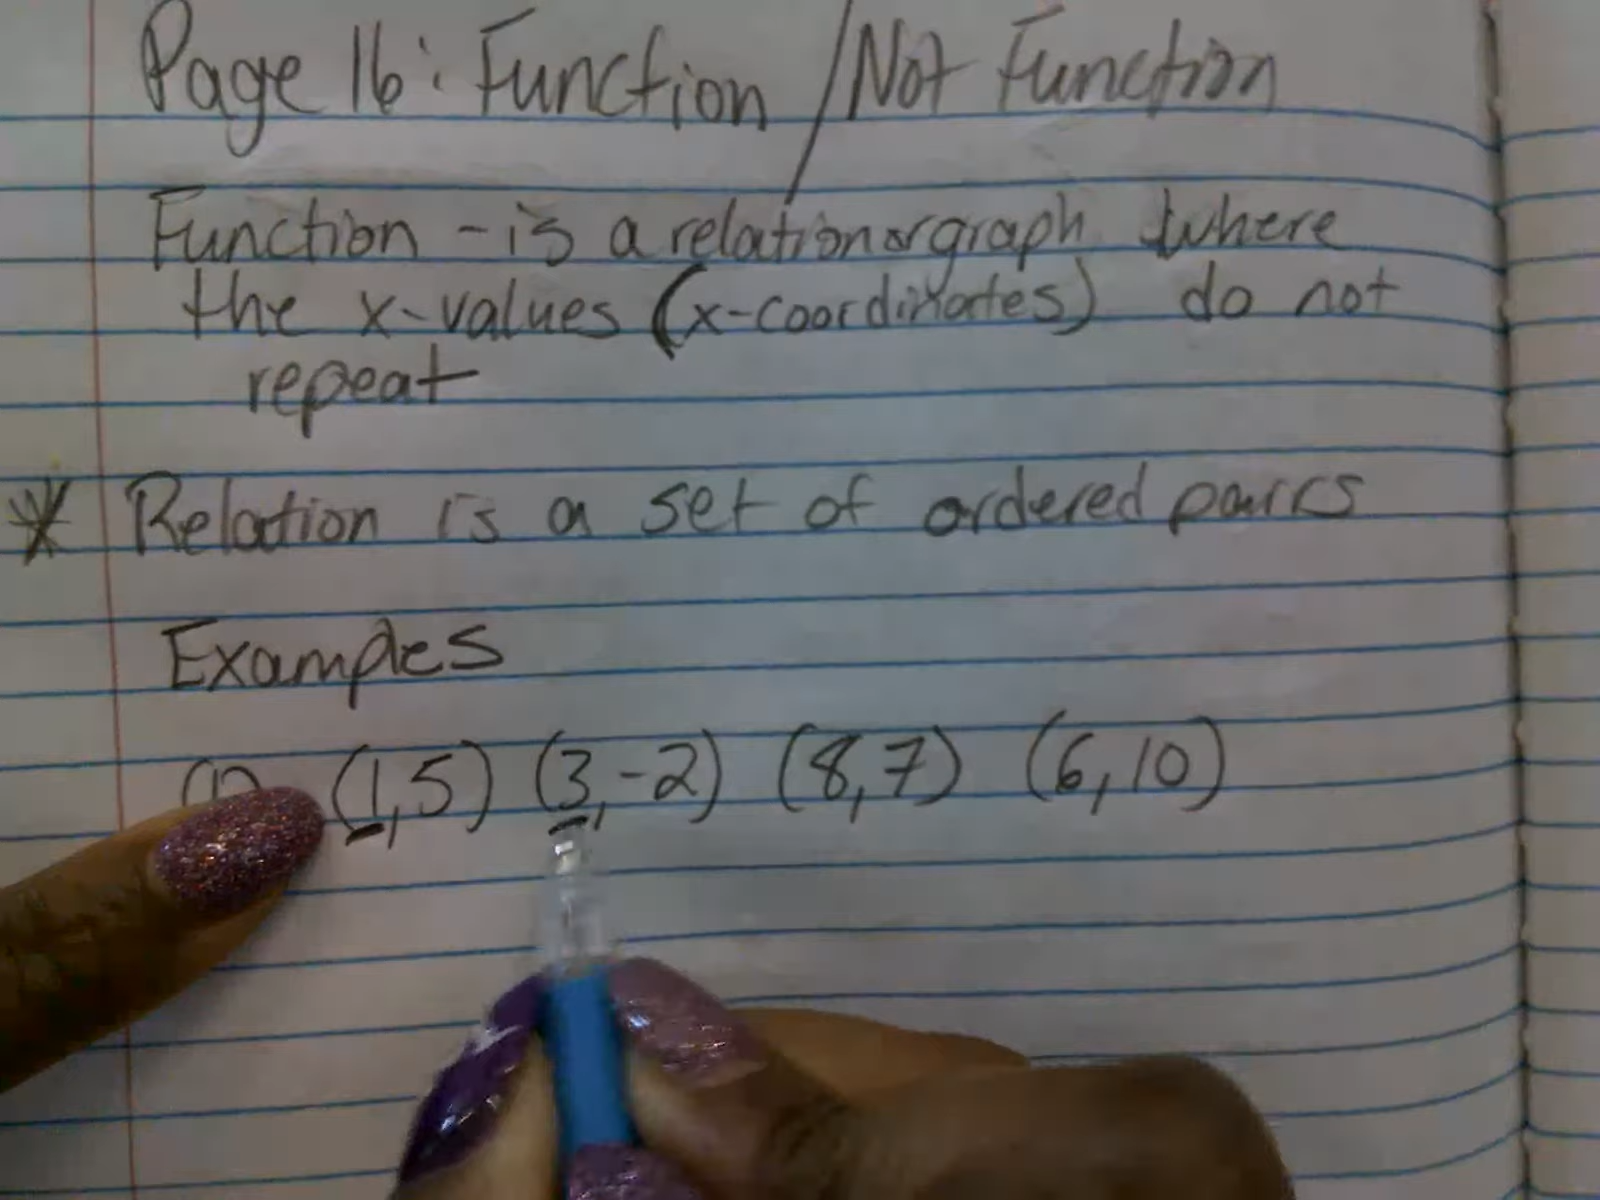 Page 16: Function / Not Function
Function - is a relation or graph where
the x-values (x-coordinates) do not
repeat
* Relation is a set of ordered pairs
Examples
(1,5) (3,-2) (8,7) (6,10)